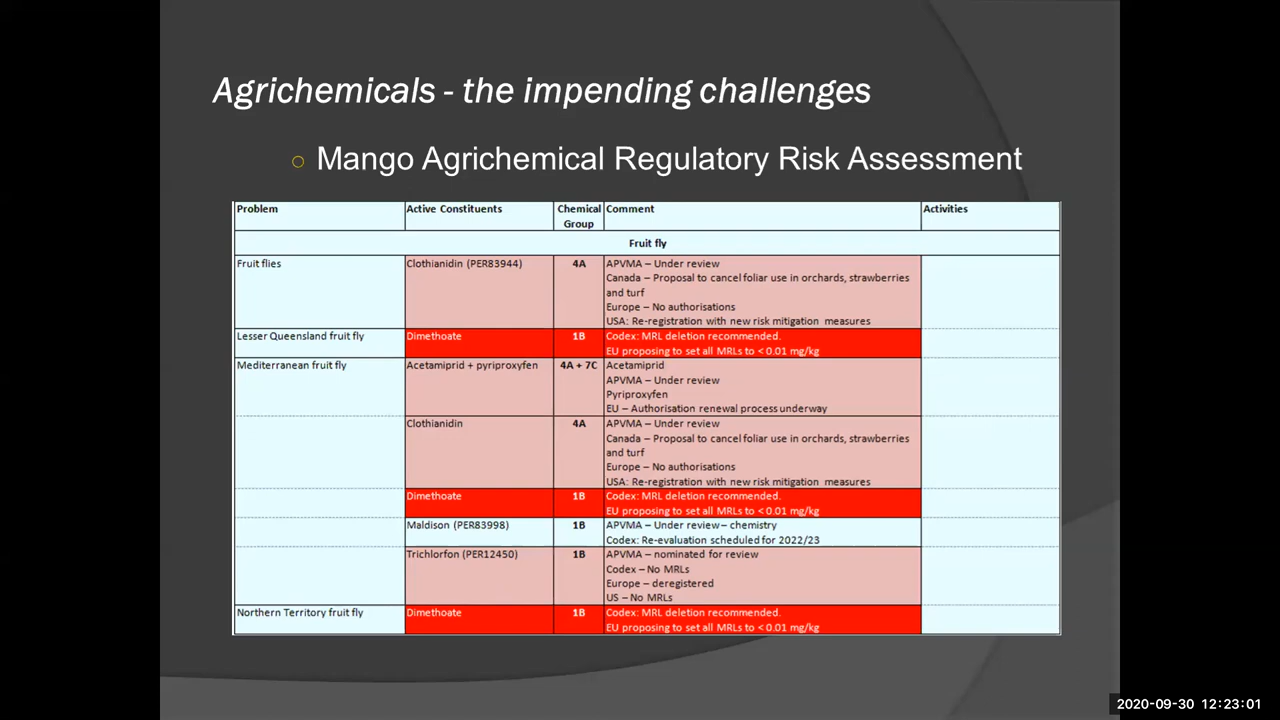 Agrichemicals - the impending challenges
Mango Agrichemical Regulatory Risk Assessment
Problem Active Constituents Chemical Group Comment Activities
Fruit fly
Fruit flies Clothianidin (PER83944) 4A APVMA – Under review
Canada – Proposal to cancel foliar use in orchards, strawberries
and turf
Europe – No authorisations
USA: Re-registration with new risk mitigation measures
Lesser Queensland fruit fly Dimethoate 1B Codex: MRL deletion recommended.
EU proposing to set all MRLs to < 0.01 mg/kg
Mediterranean fruit fly Acetamiprid + pyriproxyfen 4A + 7C Acetamiprid
APVMA – Under review
Pyriproxyfen
EU – Authorisation renewal process underway
Clothianidin 4A APVMA – Under review
Canada – Proposal to cancel foliar use in orchards, strawberries
and turf
Europe – No authorisations
USA: Re-registration with new risk mitigation measures
Dimethoate 1B Codex: MRL deletion recommended.
EU proposing to set all MRLs to < 0.01 mg/kg
Maldison (PER83998) 1B APVMA – Under review – chemistry
Codex: Re-evaluation scheduled for 2022/23
Trichlorfon (PER12450) 1B APVMA – nominated for review
Codex – No MRLs
Europe – deregistered
US – No MRLs
Northern Territory fruit fly Dimethoate 1B Codex: MRL deletion recommended.
EU proposing to set all MRLs to < 0.01 mg/kg
2020-09-30 12:23:01